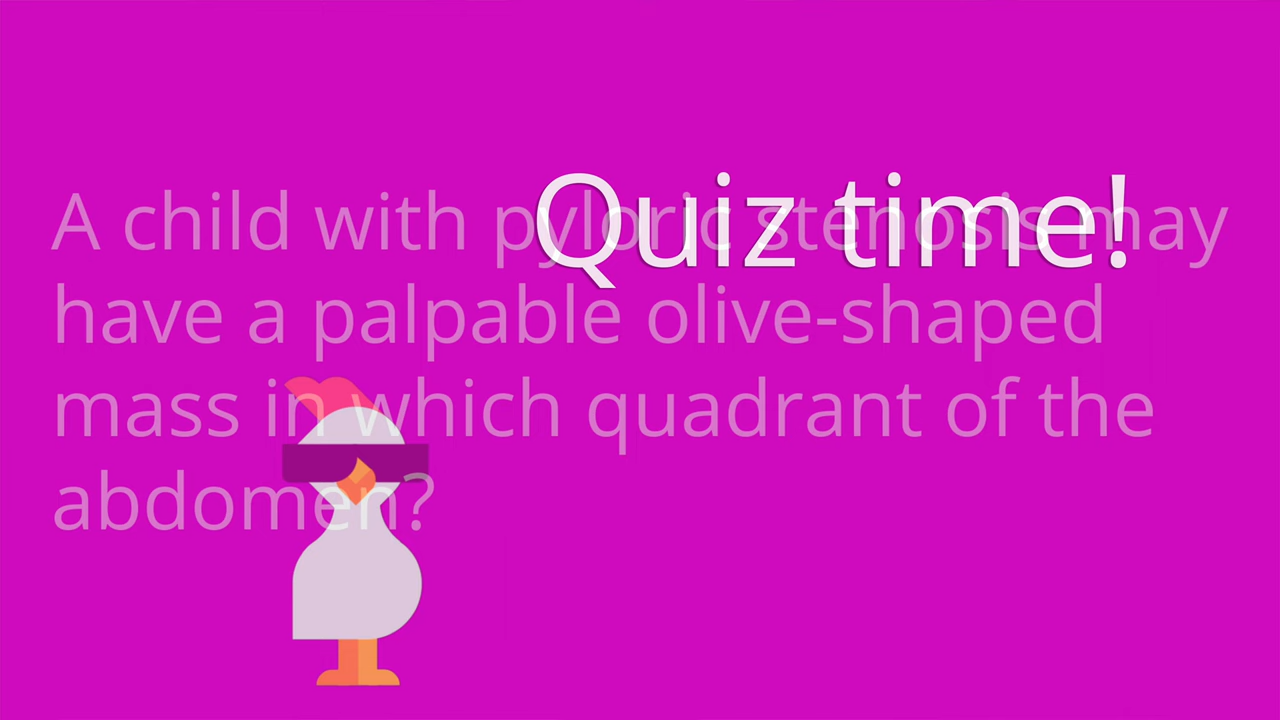 Quiz time!
A child with pyloric stenosis may
have a palpable olive-shaped
mass in which quadrant of the
abdomen?